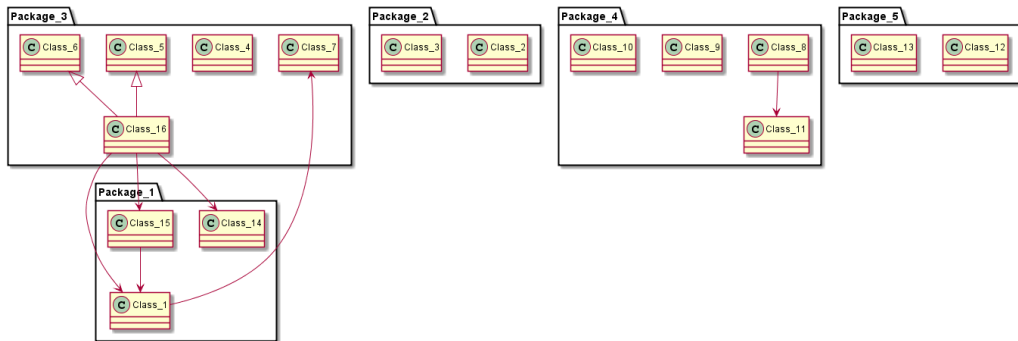 Package_3
C Class_6
C Class_5
C Class_4
C Class_7
C Class_16
Package_1
C Class_15
C Class_14
C Class_1
Package_2
C Class_3
C Class_2
Package_4
C Class_10
C Class_9
C Class_8
C Class_11
Package_5
C Class_13
C Class_12